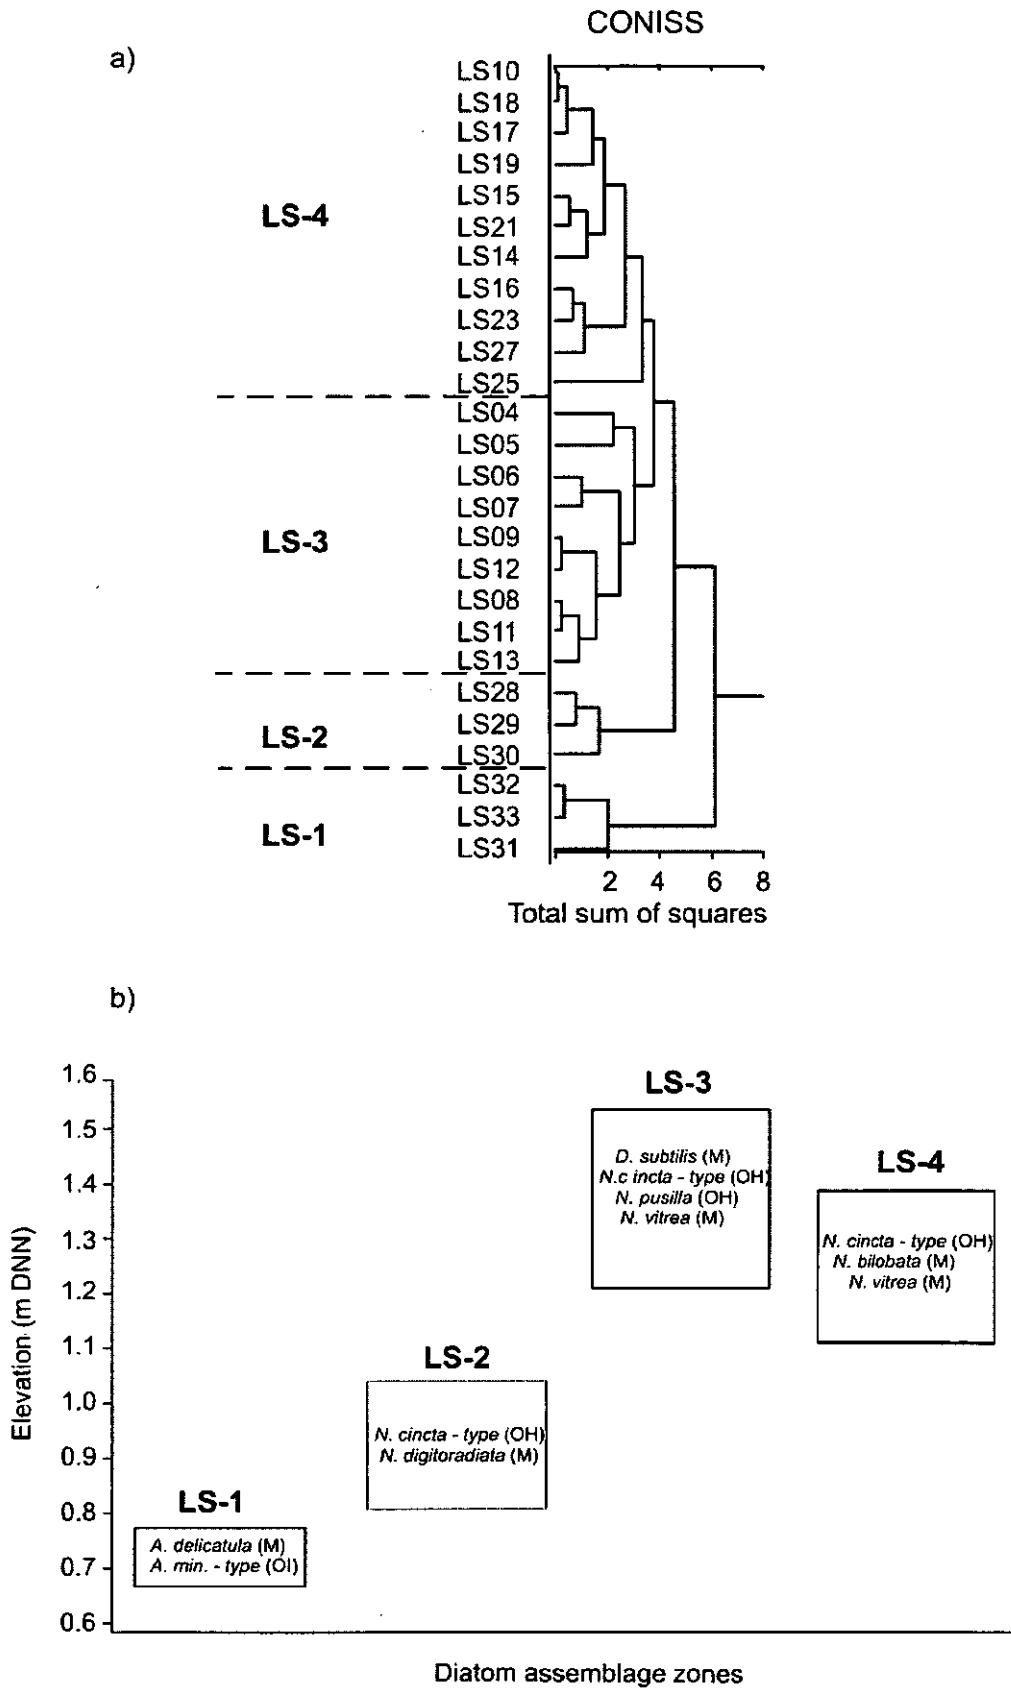 CONISS
a)
LS10
LS18
LS17
LS19
LS15
LS-4
LS21
LS14
LS16
LS23
LS27
LS25
LS04
LS05
LS06
LS07
LS-3
LS09
LS12
LS08
LS11
LS13
LS28
LS29
LS-2
LS30
LS32
LS33
LS-1
LS31
2 4 6 8
Total sum of squares
b)
1.6
1.5
1.4
1.3
1.2
1.1
1.0
0.9
0.8
0.7
0.6
Elevation (m DNN)
LS-1
A. delicatula (M)
A. min. - type (OI)
LS-2
N. cincta - type (OH)
N. digitoradiata (M)
LS-3
D. subtilis (M)
N.c incta - type (OH)
N. pusilla (OH)
N. vitrea (M)
LS-4
N. cincta - type (OH)
N. bilobata (M)
N. vitrea (M)
Diatom assemblage zones